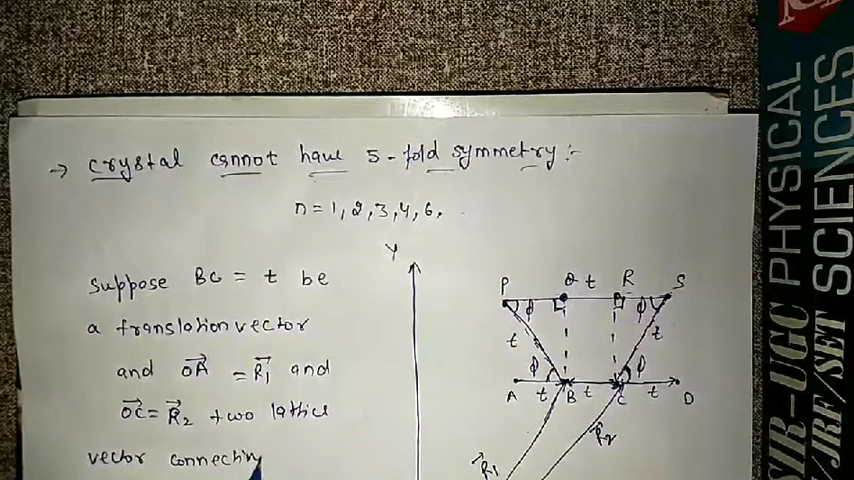 → Crystal cannot have 5-fold symmetry :-
n = 1, 2, 3, 4, 6.
Suppose BC = t be
a translation vector
and OA = R1 and
OC = R2 two lattice
vector connectin
Y
P Q t R S
φ φ
t t
φ φ
A t B t C t D
R1
R2
PHYSICAL SCIENCES
CSIR-UGC
JRF/SET